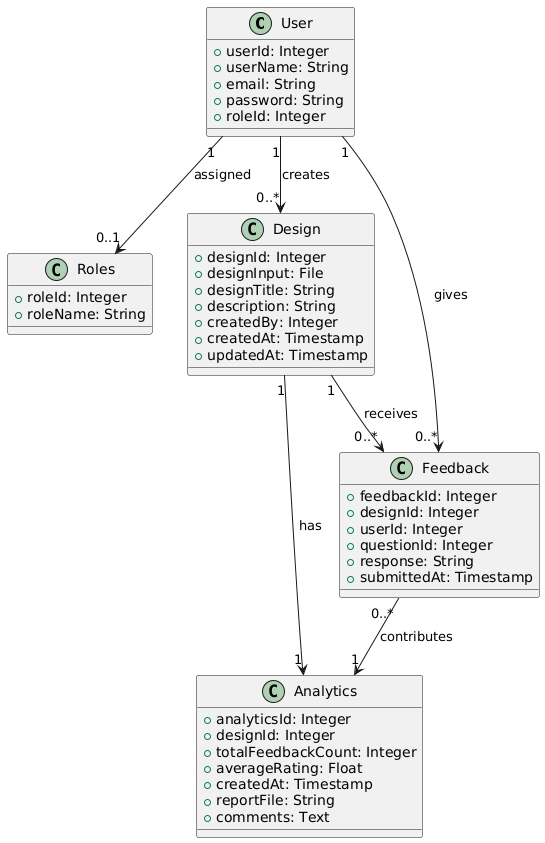 C User
userId: Integer
userName: String
email: String
password: String
roleId: Integer
1 1 1
assigned creates
0..1 0..*
C Roles
roleId: Integer
roleName: String
C Design
designId: Integer
designInput: File
designTitle: String
description: String
createdBy: Integer
createdAt: Timestamp
updatedAt: Timestamp
gives
1 1
receives
0..* 0..*
C Feedback
feedbackId: Integer
designId: Integer
userId: Integer
questionId: Integer
response: String
submittedAt: Timestamp
has
0..*
contributes
1 1
C Analytics
analyticsId: Integer
designId: Integer
totalFeedbackCount: Integer
averageRating: Float
createdAt: Timestamp
reportFile: String
comments: Text